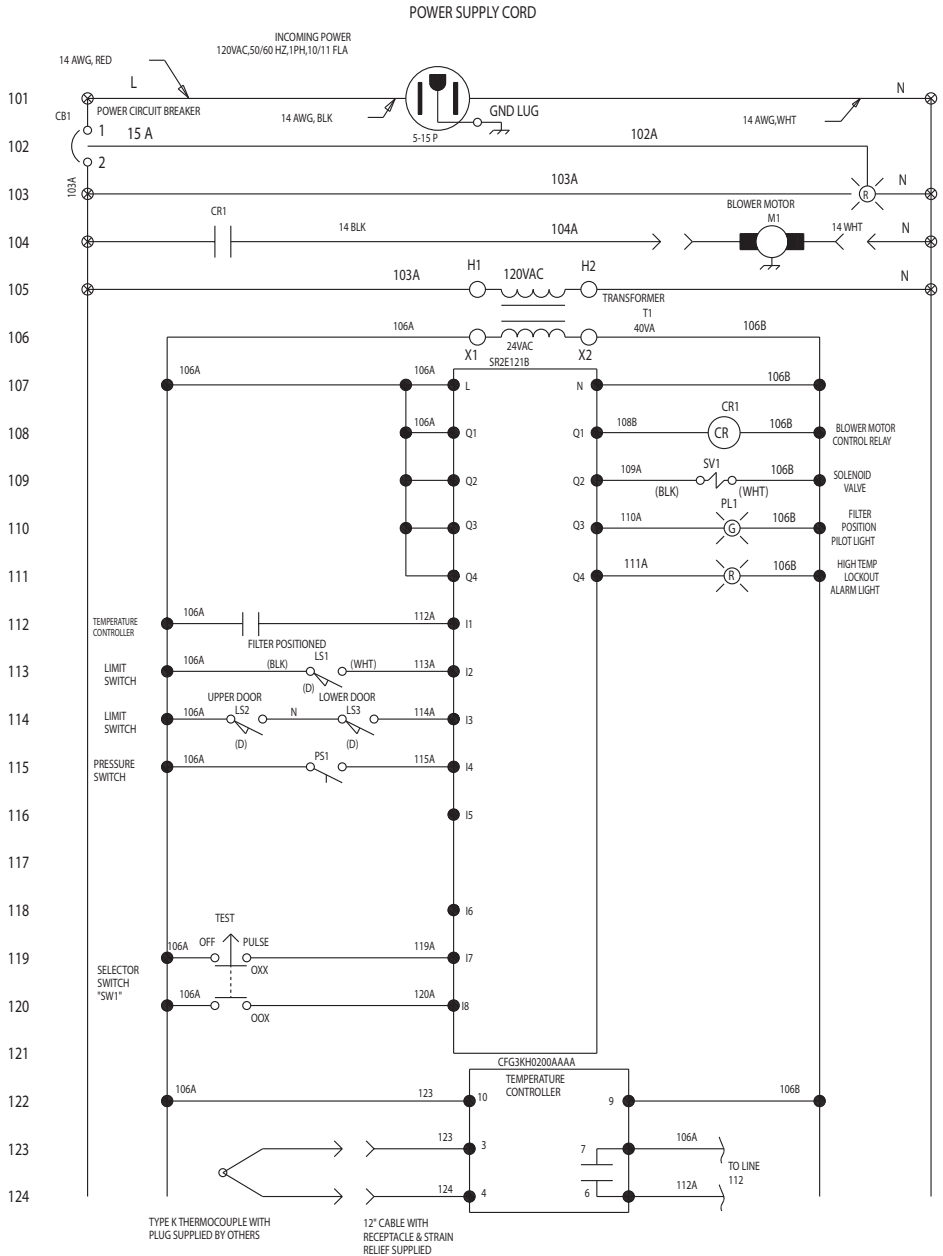 POWER SUPPLY CORD
INCOMING POWER
120VAC,50/60 HZ,1PH,10/11 FLA
14 AWG, RED
101
L
N
CB1
POWER CIRCUIT BREAKER
14 AWG, BLK
GND LUG
14 AWG,WHT
5-15 P
1
15 A
102A
102
2
103A
103
103A
R
N
CR1
BLOWER MOTOR
M1
104
14 BLK
104A
14 WHT
N
105
103A
H1
120VAC
H2
N
TRANSFORMER
T1
40VA
106
106A
106B
X1
24VAC
X2
SR2E121B
107
106A
106A
L
N
106B
CR1
108
106A
Q1
Q1
108B
CR
106B
BLOWER MOTOR
CONTROL RELAY
109
Q2
Q2
109A
SV1
106B
SOLENOID
VALVE
(BLK)
(WHT)
PL1
110
Q3
Q3
110A
G
106B
FILTER
POSITION
PILOT LIGHT
111
Q4
Q4
111A
R
106B
HIGH TEMP
LOCKOUT
ALARM LIGHT
112
TEMPERATURE
CONTROLLER
106A
112A
I1
FILTER POSITIONED
113
LIMIT
SWITCH
106A
(BLK)
LS1
(WHT)
113A
I2
(D)
UPPER DOOR
LOWER DOOR
114
LIMIT
SWITCH
106A
LS2
N
LS3
114A
I3
(D)
(D)
115
PRESSURE
SWITCH
106A
PS1
115A
I4
116
I5
117
118
I6
TEST
119
106A
OFF
PULSE
119A
I7
OXX
SELECTOR
SWITCH
"SW1"
120
106A
120A
I8
OOX
121
CFG3KH0200AAAA
TEMPERATURE
CONTROLLER
122
106A
123
10
9
106B
123
123
3
7
106A
TO LINE
112
124
124
4
6
112A
TYPE K THERMOCOUPLE WITH
PLUG SUPPLIED BY OTHERS
12" CABLE WITH
RECEPTACLE & STRAIN
RELIEF SUPPLIED